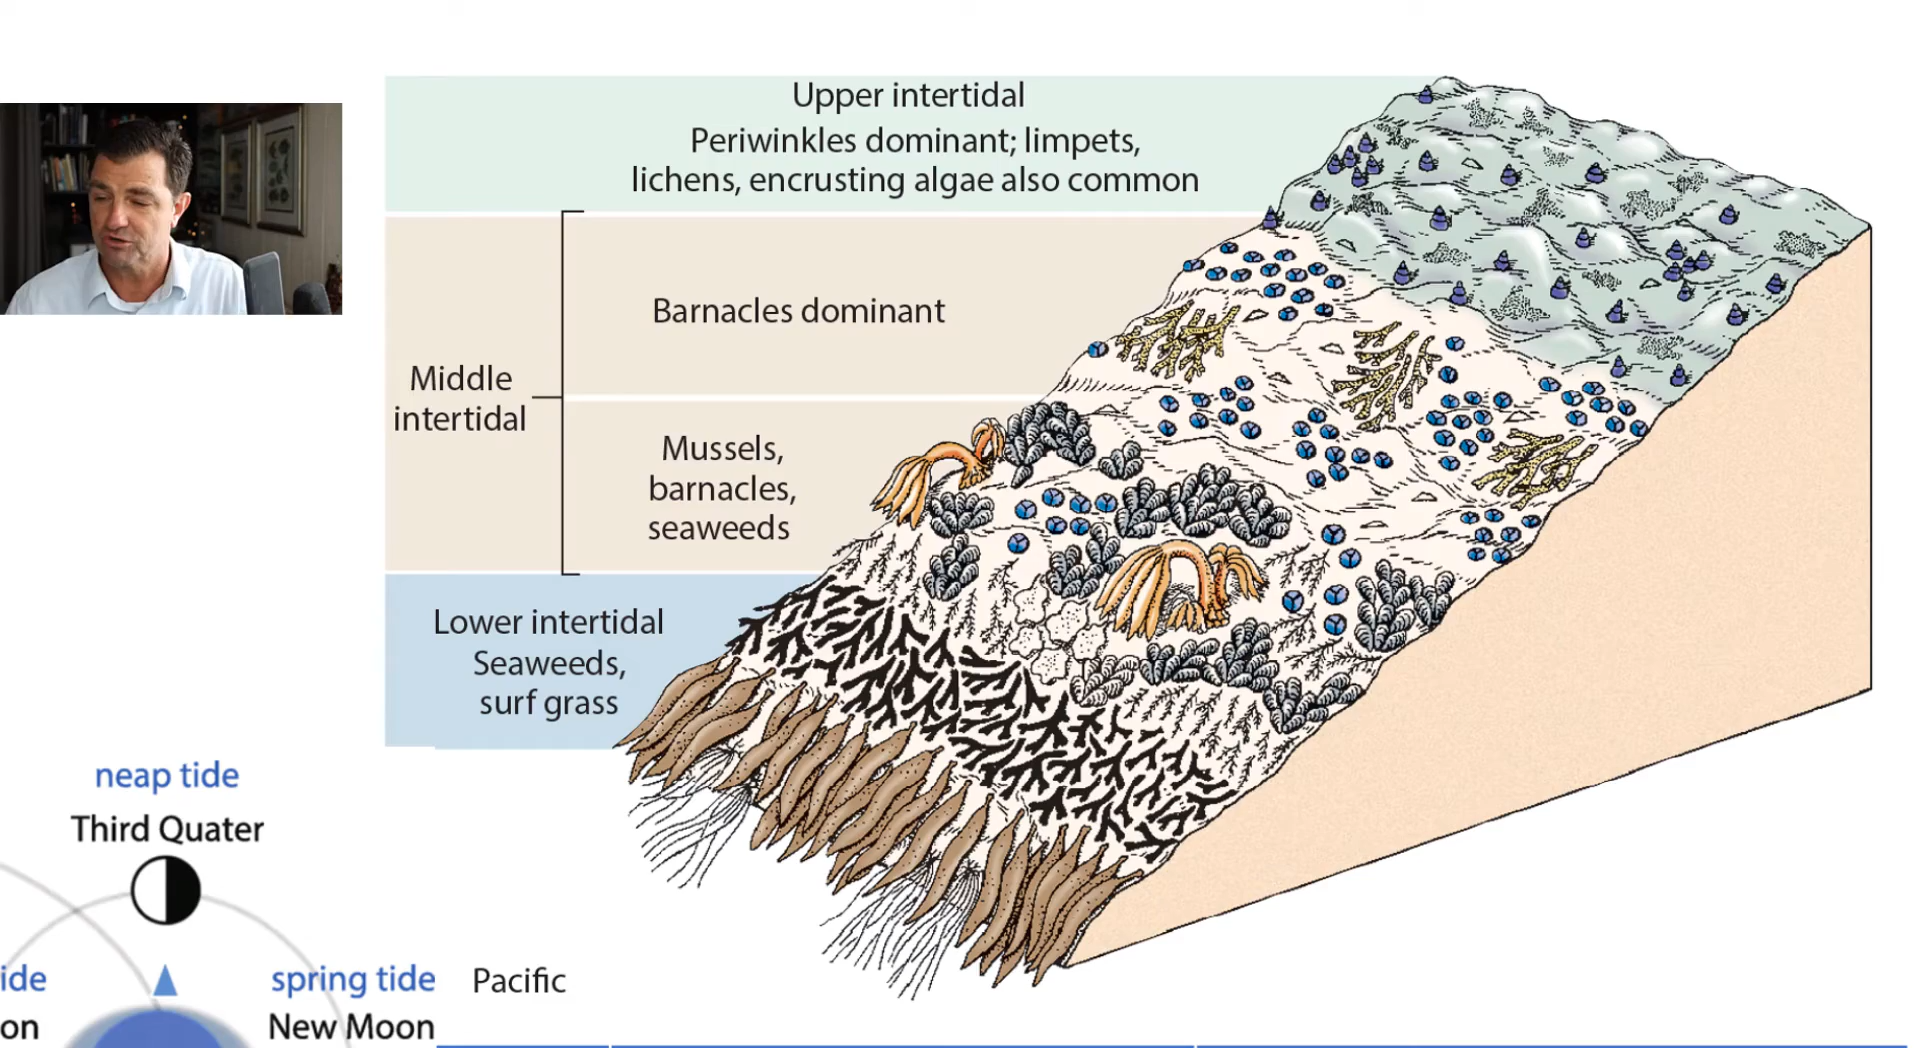 Upper intertidal
Periwinkles dominant; limpets,
lichens, encrusting algae also common
Barnacles dominant
Middle
intertidal
Mussels,
barnacles,
seaweeds
Lower intertidal
Seaweeds,
surf grass
neap tide
Third Quater
ide
on
spring tide
New Moon
Pacific